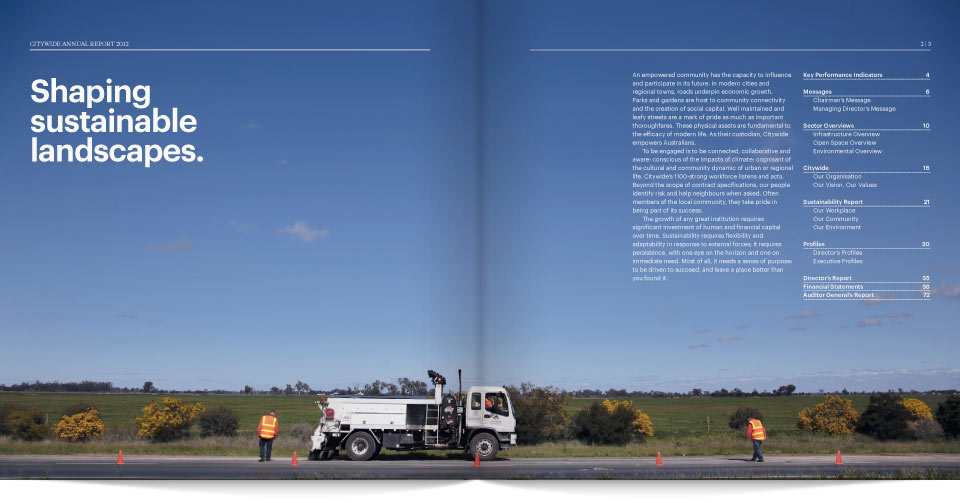 CITYWIDE ANNUAL REPORT 2012
2 | 3
Shaping
sustainable
landscapes.
An empowered community has the capacity to influence
and participate in its future. In modern cities and
regional towns, roads underpin economic growth.
Parks and gardens are host to community connectivity
and the creation of social capital. Well maintained and
leafy streets are a mark of pride as much as important
thoroughfares. These physical assets are fundamental to
the efficacy of modern life. As their custodian, Citywide
empowers Australians.
To be engaged is to be connected, collaborative and
aware: conscious of the impacts of climate; cognisant of
the cultural and community dynamic of urban or regional
life. Citywide's 1100-strong workforce listens and acts.
Beyond the scope of contract specifications, our people
identify risk and help neighbours when asked. Often
members of the local community, they take pride in
being part of its success.
The growth of any great institution requires
significant investment of human and financial capital
over time. Sustainability requires flexibility and
adaptability in response to external forces; it requires
persistence, with one eye on the horizon and one on
immediate need. Most of all, it needs a sense of purpose:
to be driven to succeed, and leave a place better than
you found it.
Key Performance Indicators 4
Messages 6
Chairman's Message
Managing Director's Message
Sector Overviews 10
Infrastructure Overview
Open Space Overview
Environmental Overview
Citywide 16
Our Organisation
Our Vision, Our Values
Sustainability Report 21
Our Workplace
Our Community
Our Environment
Profiles 30
Director's Profiles
Executive Profiles
Director's Report 35
Financial Statements 38
Auditor General's Report 72